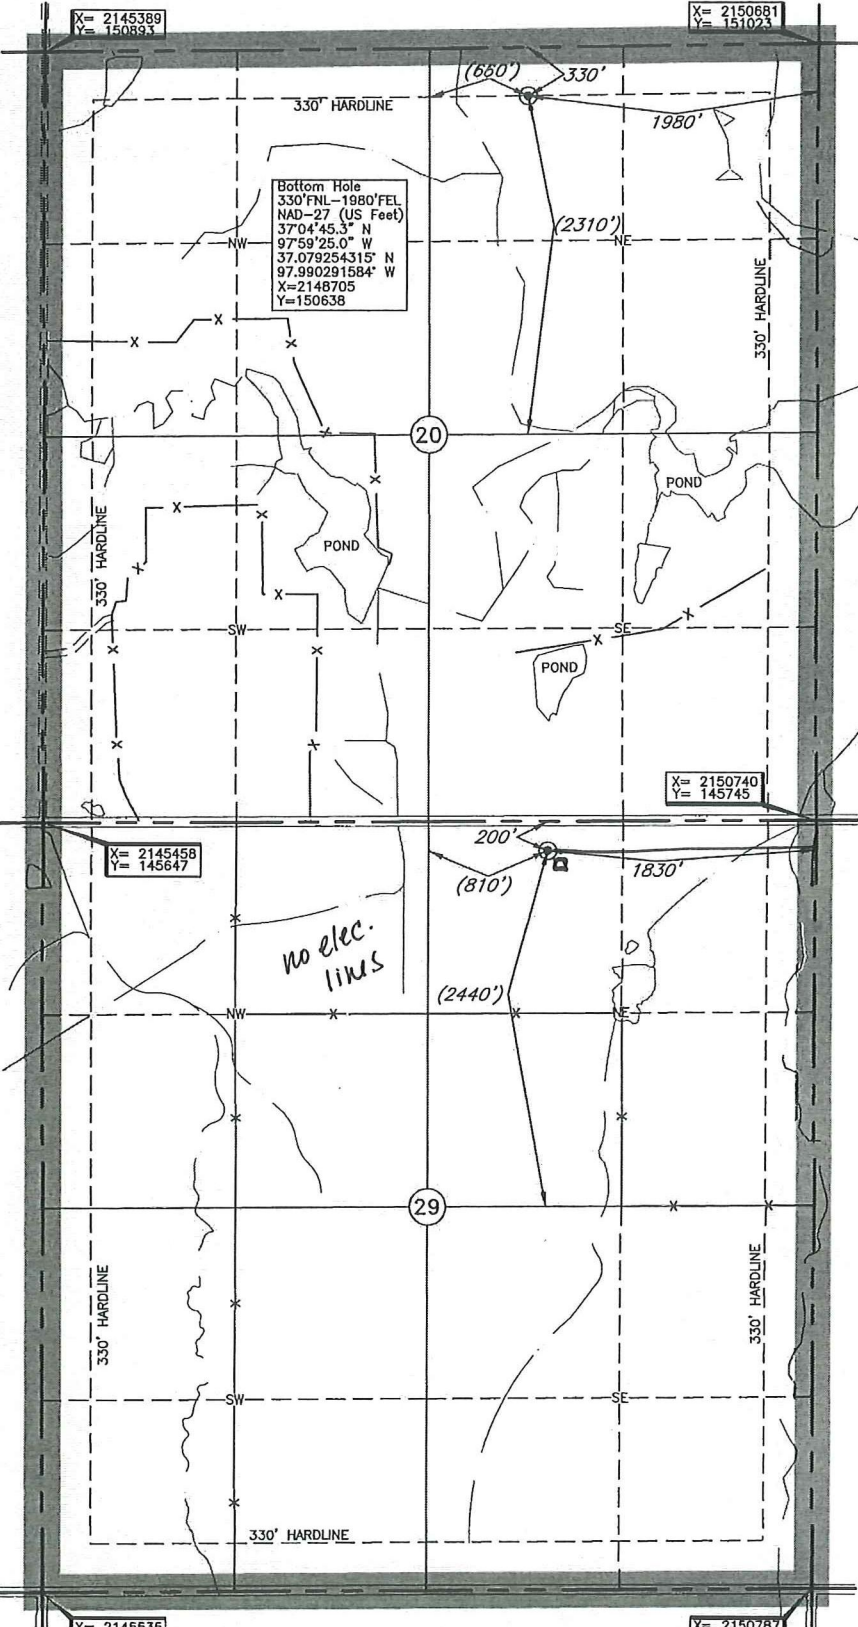 X= 2145389
Y= 150893
X= 2150681
Y= 151023
(660')
330'
330' HARDLINE
1980'
Bottom Hole
330'FNL-1980'FEL
NAD-27 (US Feet)
37°04'45.3" N
97°59'25.0" W
37.079254315° N
97.990291584° W
X=2148705
Y=150638
(2310')
NW
NE
330' HARDLINE
X
X
X
X
20
X
POND
X
X
330' HARDLINE
POND
X
X
X
SW
SE
X
X
X
X
POND
X
X
X= 2150740
Y= 145745
200'
X= 2145458
Y= 145647
(810')
1830'
X
no elec.
lines
(2440')
NW
X
X
NE
X
X
29
X
X
330' HARDLINE
330' HARDLINE
X
SW
SE
X
330' HARDLINE
X= 2150787